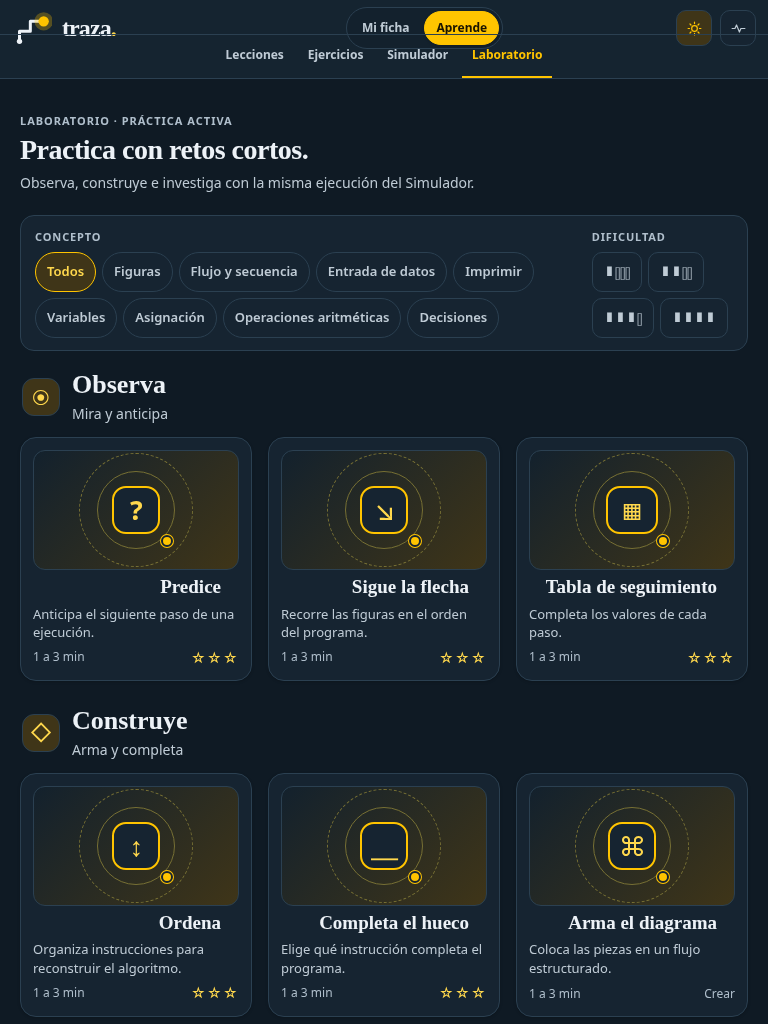 traza.
Mi ficha
Aprende
Lecciones
Ejercicios
Simulador
Laboratorio
LABORATORIO · PRÁCTICA ACTIVA
Practica con retos cortos.
Observa, construye e investiga con la misma ejecución del Simulador.
CONCEPTO
DIFICULTAD
Todos
Figuras
Flujo y secuencia
Entrada de datos
Imprimir
Variables
Asignación
Operaciones aritméticas
Decisiones
Observa
Mira y anticipa
?
Predice
Anticipa el siguiente paso de una
ejecución.
1 a 3 min
☆☆☆
Sigue la flecha
Recorre las figuras en el orden
del programa.
1 a 3 min
☆☆☆
Tabla de seguimiento
Completa los valores de cada
paso.
1 a 3 min
☆☆☆
Construye
Arma y completa
Ordena
Organiza instrucciones para
reconstruir el algoritmo.
1 a 3 min
☆☆☆
Completa el hueco
Elige qué instrucción completa el
programa.
1 a 3 min
☆☆☆
⌘
Arma el diagrama
Coloca las piezas en un flujo
estructurado.
1 a 3 min
Crear